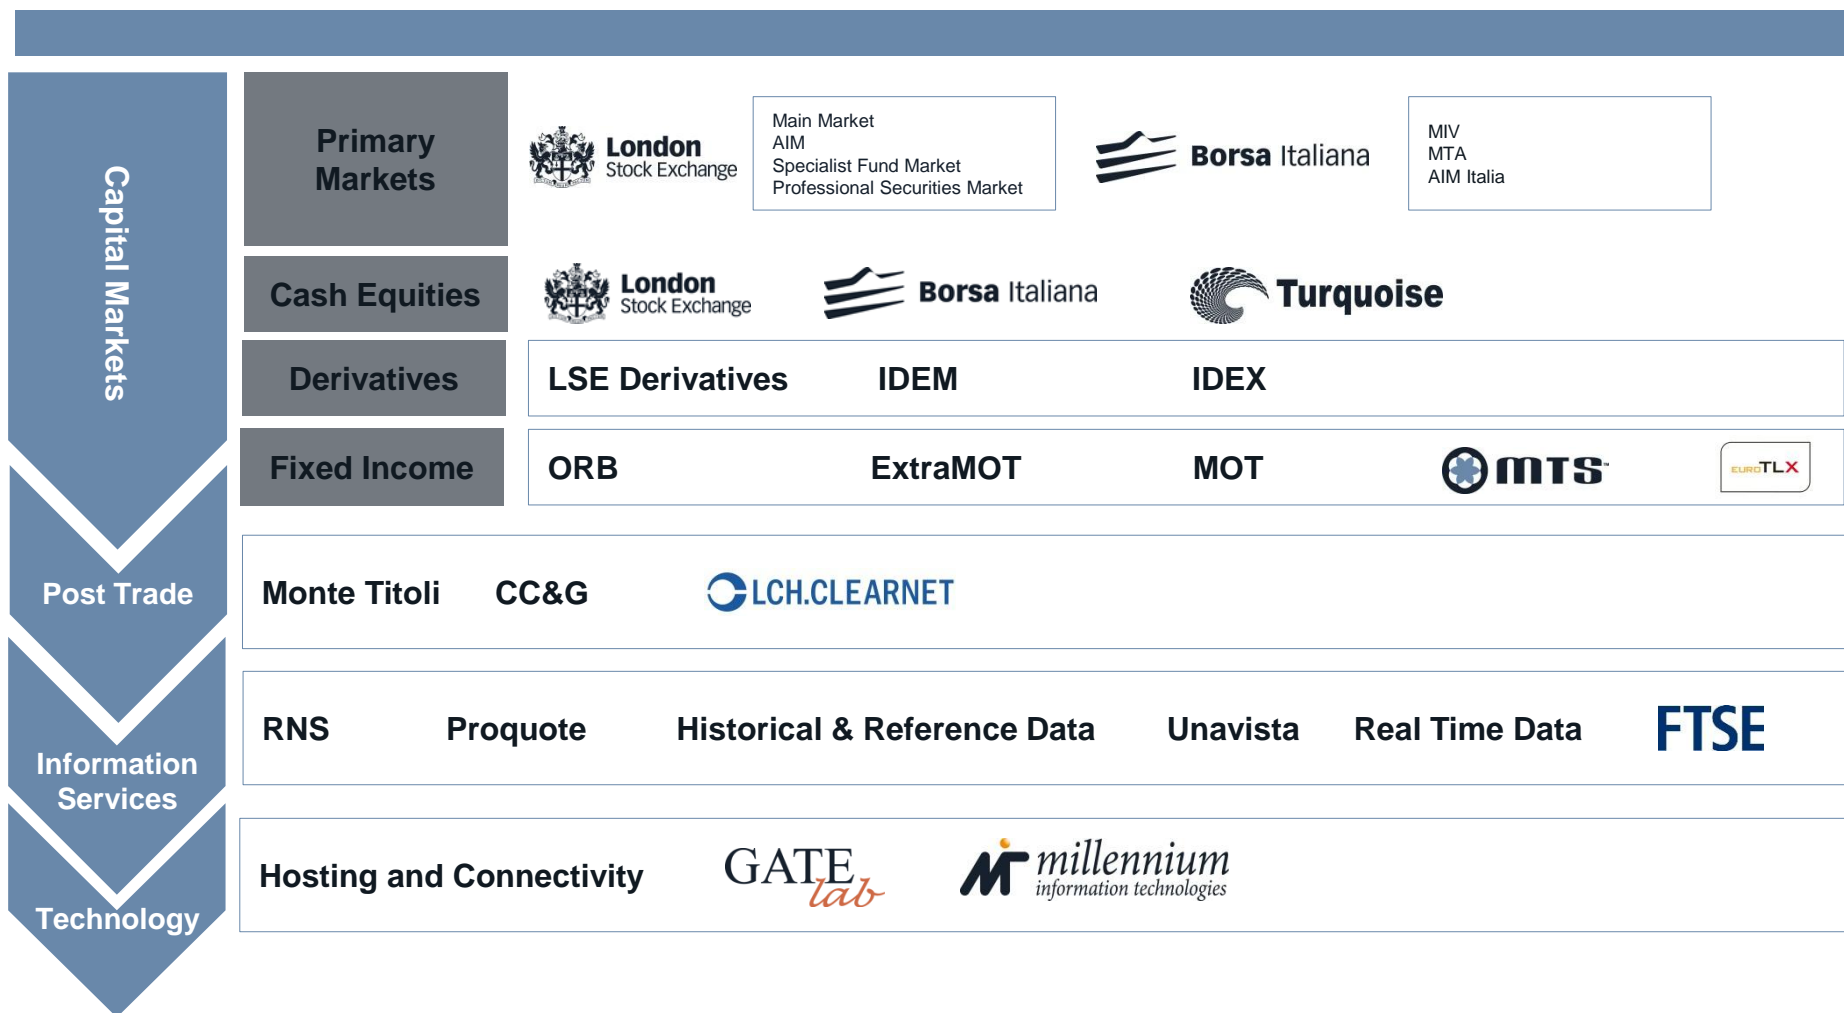 Capital Markets
Primary
Markets
London
Stock Exchange
Main Market
AIM
Specialist Fund Market
Professional Securities Market
Borsa Italiana
MIV
MTA
AIM Italia
Cash Equities
London
Stock Exchange
Borsa Italiana
Turquoise
Derivatives
LSE Derivatives
IDEM
IDEX
Fixed Income
ORB
ExtraMOT
MOT
MTS™
EUROTLX
Post Trade
Monte Titoli
CC&G
LCH.CLEARNET
Information
Services
RNS
Proquote
Historical & Reference Data
Unavista
Real Time Data
FTSE
Technology
Hosting and Connectivity
GATE
lab
MIT
millennium
information technologies